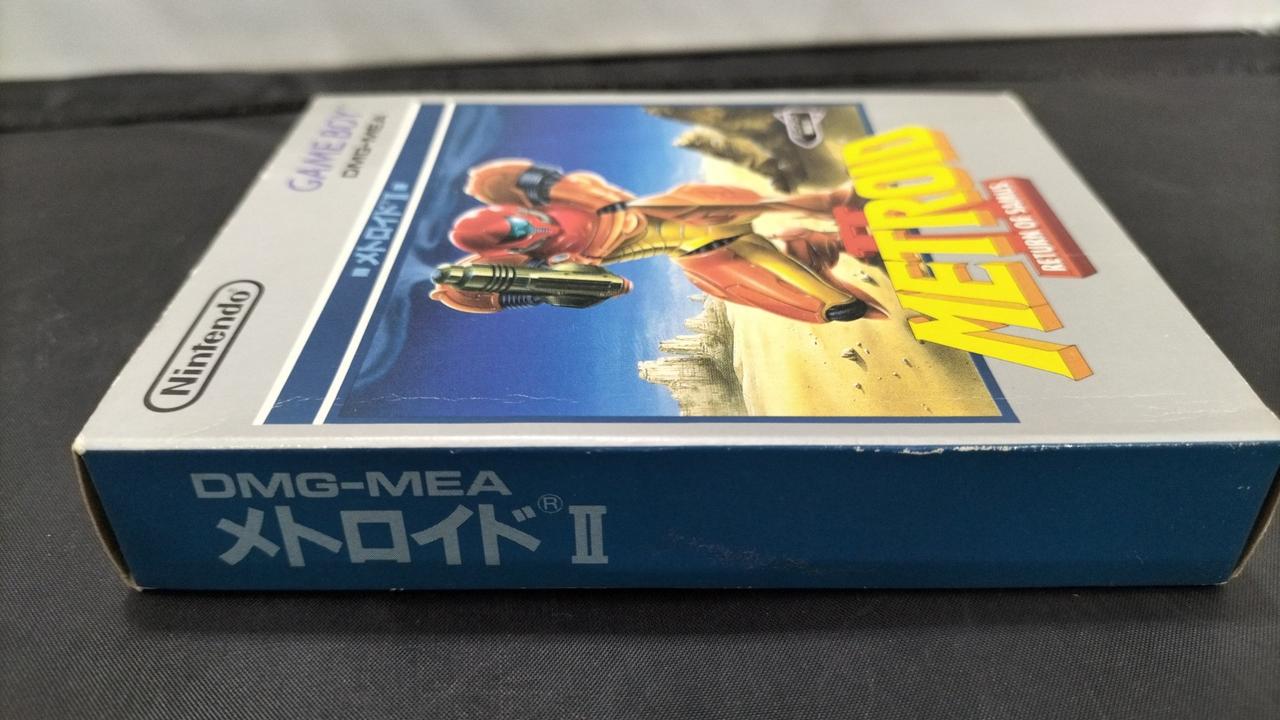 GAME BOY
DMG-MEA
■メトロイドII■
Nintendo®
METROID
II
RETURN OF SAMUS
DMG-MEA
メトロイド®II